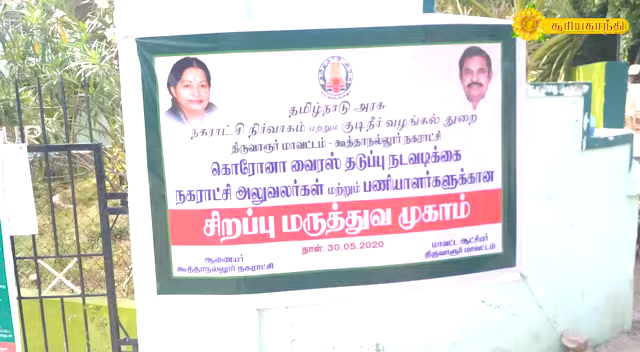 சூரியகாந்தி
தமிழ்நாடு அரசு
நகராட்சி நிர்வாகம் மற்றும் குடிநீர் வழங்கல் துறை
திருவாரூர் மாவட்டம் - கூத்தாநல்லூர் நகராட்சி
கொரோனா வைரஸ் தடுப்பு நடவடிக்கை
நகராட்சி அலுவலர்கள் மற்றும் பணியாளர்களுக்கான
சிறப்பு மருத்துவ முகாம்
நாள்: 30.05.2020
ஆணையர்
கூத்தாநல்லூர் நகராட்சி
மாவட்ட ஆட்சியர்
திருவாரூர் மாவட்டம்